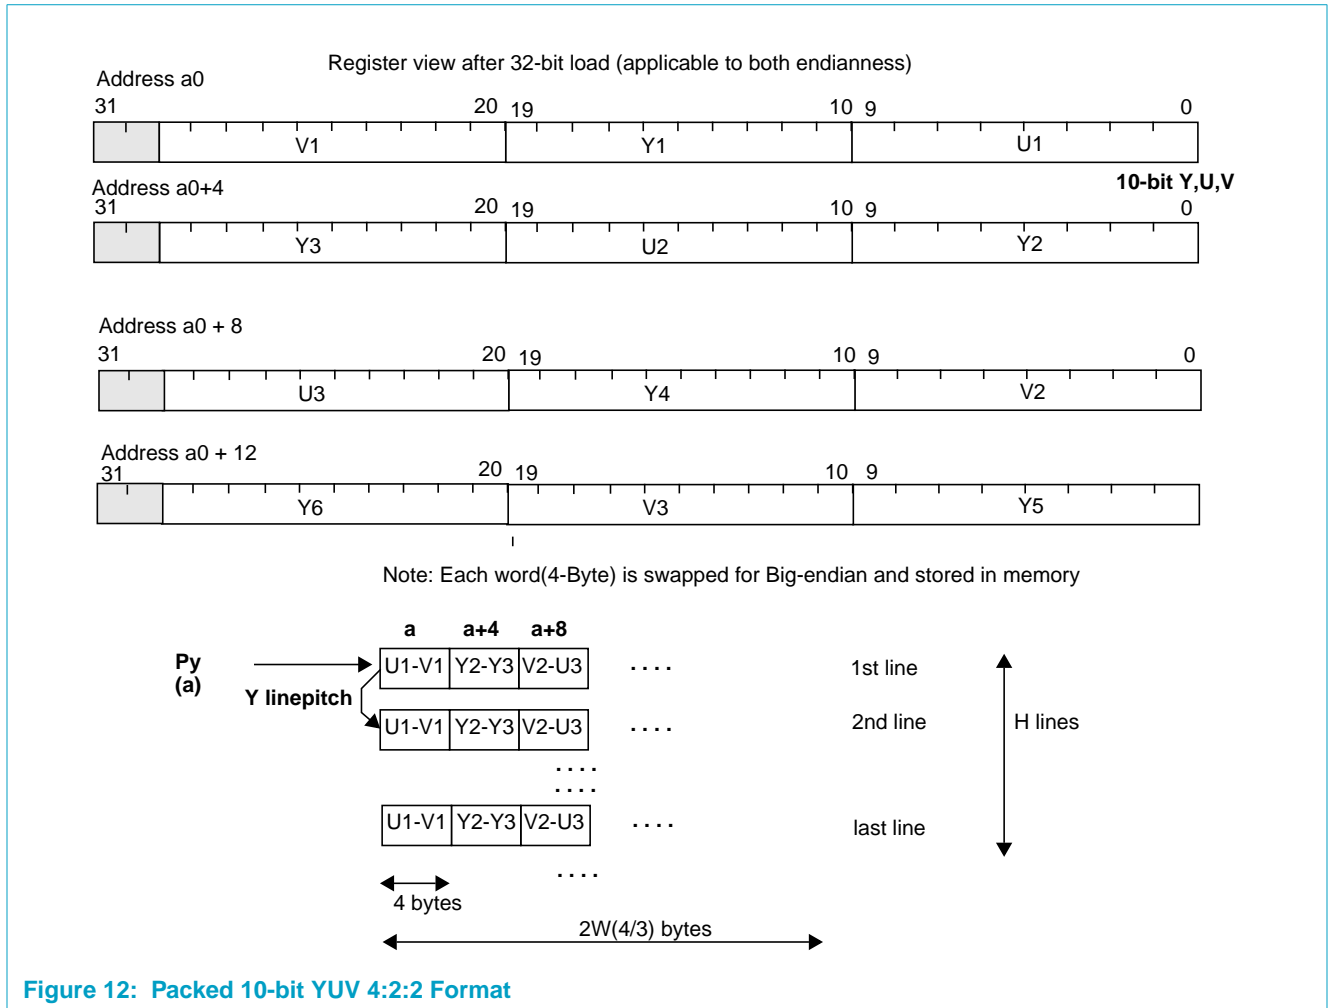 Register view after 32-bit load (applicable to both endianness)
Address a0
31 20 19 10 9 0
V1 Y1 U1
10-bit Y,U,V
Address a0+4
31 20 19 10 9 0
Y3 U2 Y2
Address a0 + 8
31 20 19 10 9 0
U3 Y4 V2
Address a0 + 12
31 20 19 10 9
Y6 V3 Y5
Note: Each word(4-Byte) is swapped for Big-endian and stored in memory
a a+4 a+8
Py
(a)
U1-V1 Y2-Y3 V2-U3 . . . . 1st line
Y linepitch
U1-V1 Y2-Y3 V2-U3 . . . . 2nd line
H lines
. . . .
. . . .
U1-V1 Y2-Y3 V2-U3 . . . . last line
. . . .
4 bytes
2W(4/3) bytes
Figure 12: Packed 10-bit YUV 4:2:2 Format